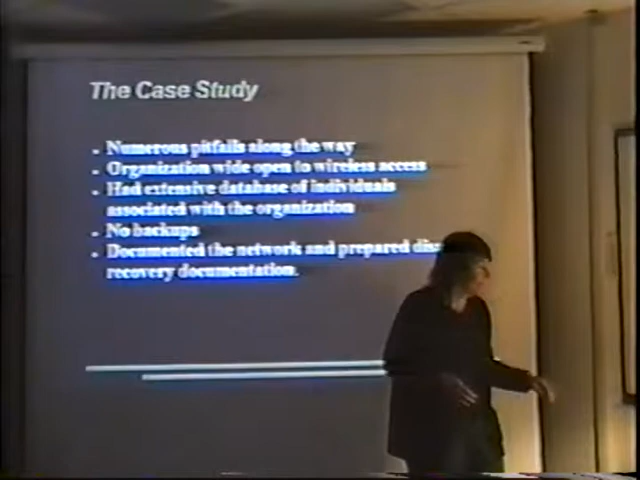 The Case Study
• Numerous pitfalls along the way
• Organization wide open to wireless access
• Had extensive database of individuals
associated with the organization
• No backups
• Documented the network and prepared
recovery documentation.